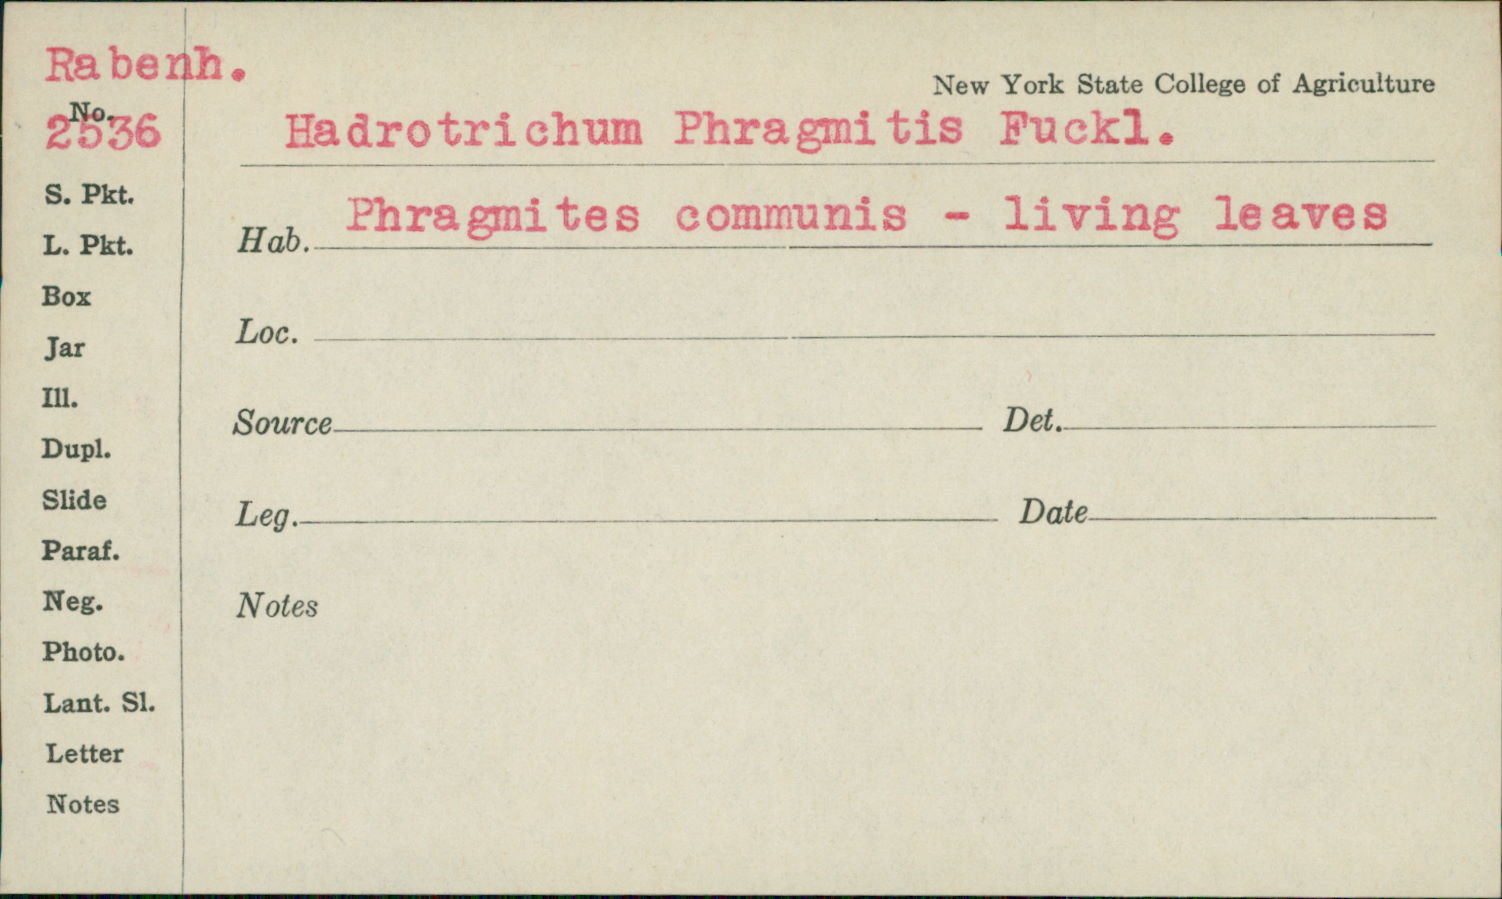 Rabenh.
New York State College of Agriculture
No.
2536
Hadrotrichum Phragmitis Fuckl.
S. Pkt.
Hab. Phragmites communis - living leaves
L. Pkt.
Box
Loc.
Jar
Ill.
Source Det.
Dupl.
Slide
Leg. Date
Paraf.
Neg.
Notes
Photo.
Lant. Sl.
Letter
Notes